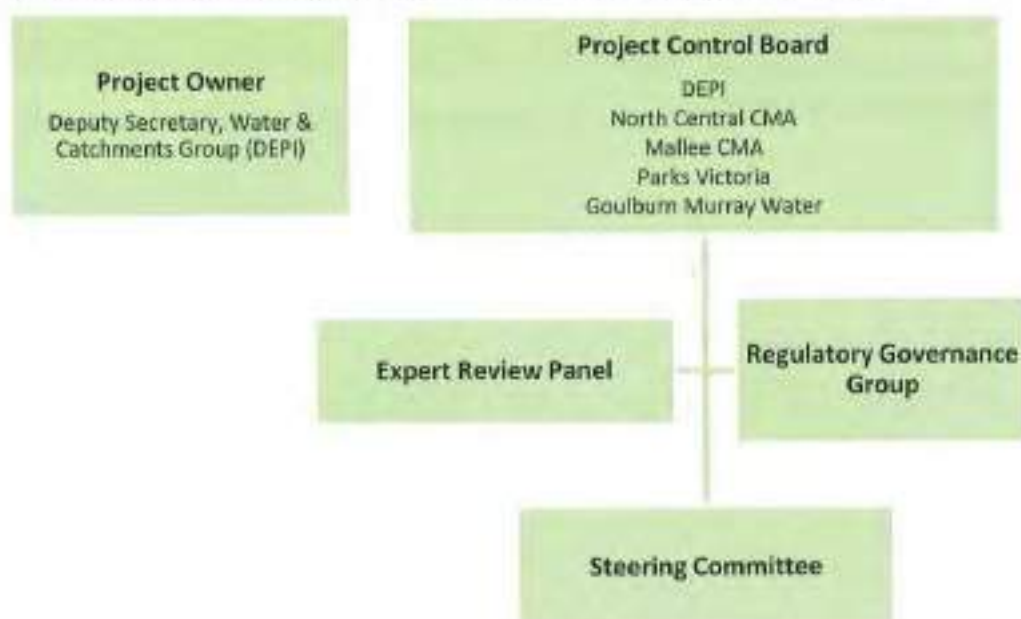 Project Owner
Deputy Secretary, Water &
Catchments Group (DEPI)
Project Control Board
DEPI
North Central CMA
Mallee CMA
Parks Victoria
Goulburn Murray Water
Expert Review Panel
Regulatory Governance
Group
Steering Committee